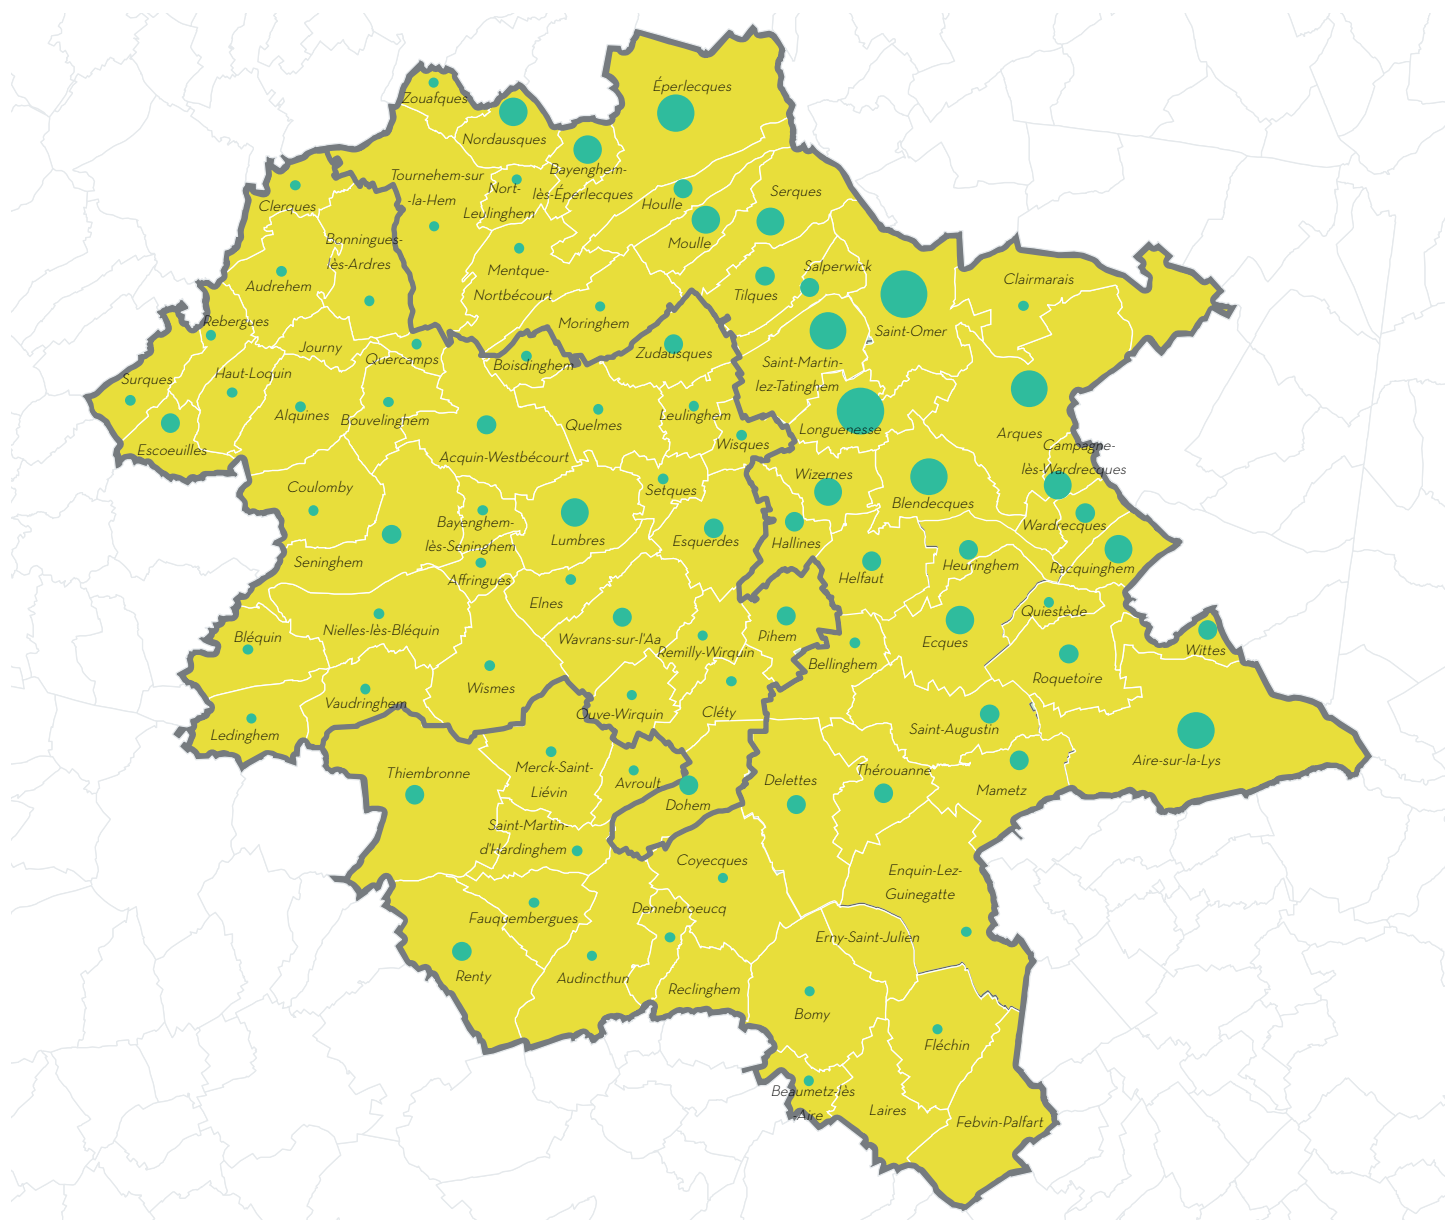 Éperlecques
Zouafques
Nordausques
Bayenghem-
lès-Éperlecques
Tournehem-sur
-la-Hem
Nort-
Leulinghem
Serques
Houlle
Clerques
Moulle
Bonningues-
lès-Ardres
Mentque-
Nortbécourt
Salperwick
Clairmarais
Audrehem
Tilques
Rebergues
Moringhem
Saint-Omer
Journy
Quercamps
Boisdinghem
Zudausques
Saint-Martin-
lez-Tatinghem
Surques
Haut-Loquin
Alquines
Bouvelinghem
Quelmes
Leulinghem
Longuenesse
Arques
Wisques
Campagne-
lès-Wardrecques
Escoeuilles
Acquin-Westbécourt
Coulomby
Setques
Wizernes
Blendecques
Bayenghem-
lès-Seninghem
Wardrecques
Lumbres
Esquerdes
Hallines
Seninghem
Heuringhem
Racquinghem
Affringues
Helfaut
Elnes
Quiestède
Nielles-lès-Bléquin
Bléquin
Wavrans-sur-l'Aa
Pihem
Ecques
Remilly-Wirquin
Wittes
Bellinghem
Roquetoire
Wismes
Vaudringhem
Ouve-Wirquin
Cléty
Ledinghem
Saint-Augustin
Aire-sur-la-Lys
Thiembronne
Merck-Saint-
Liévin
Avroult
Delettes
Thérouanne
Mametz
Dohem
Saint-Martin-
d'Hardinghem
Coyecques
Enquin-Lez-
Guinegatte
Dennebroeucq
Fauquembergues
Erny-Saint-Julien
Renty
Audincthun
Reclinghem
Bomy
Fléchin
Beaumetz-lès
-Aire
Laires
Febvin-Palfart